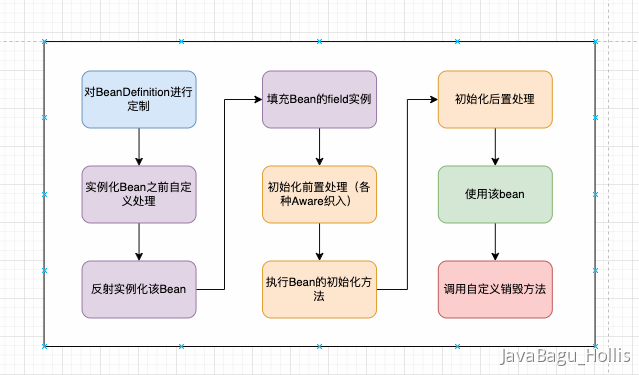 对BeanDefinition进行
定制
实例化Bean之前自定
义处理
反射实例化该Bean
填充Bean的field实例
初始化前置处理（各
种Aware织入）
执行Bean的初始化方
法
初始化后置处理
使用该bean
调用自定义销毁方法
JavaBagu_Hollis